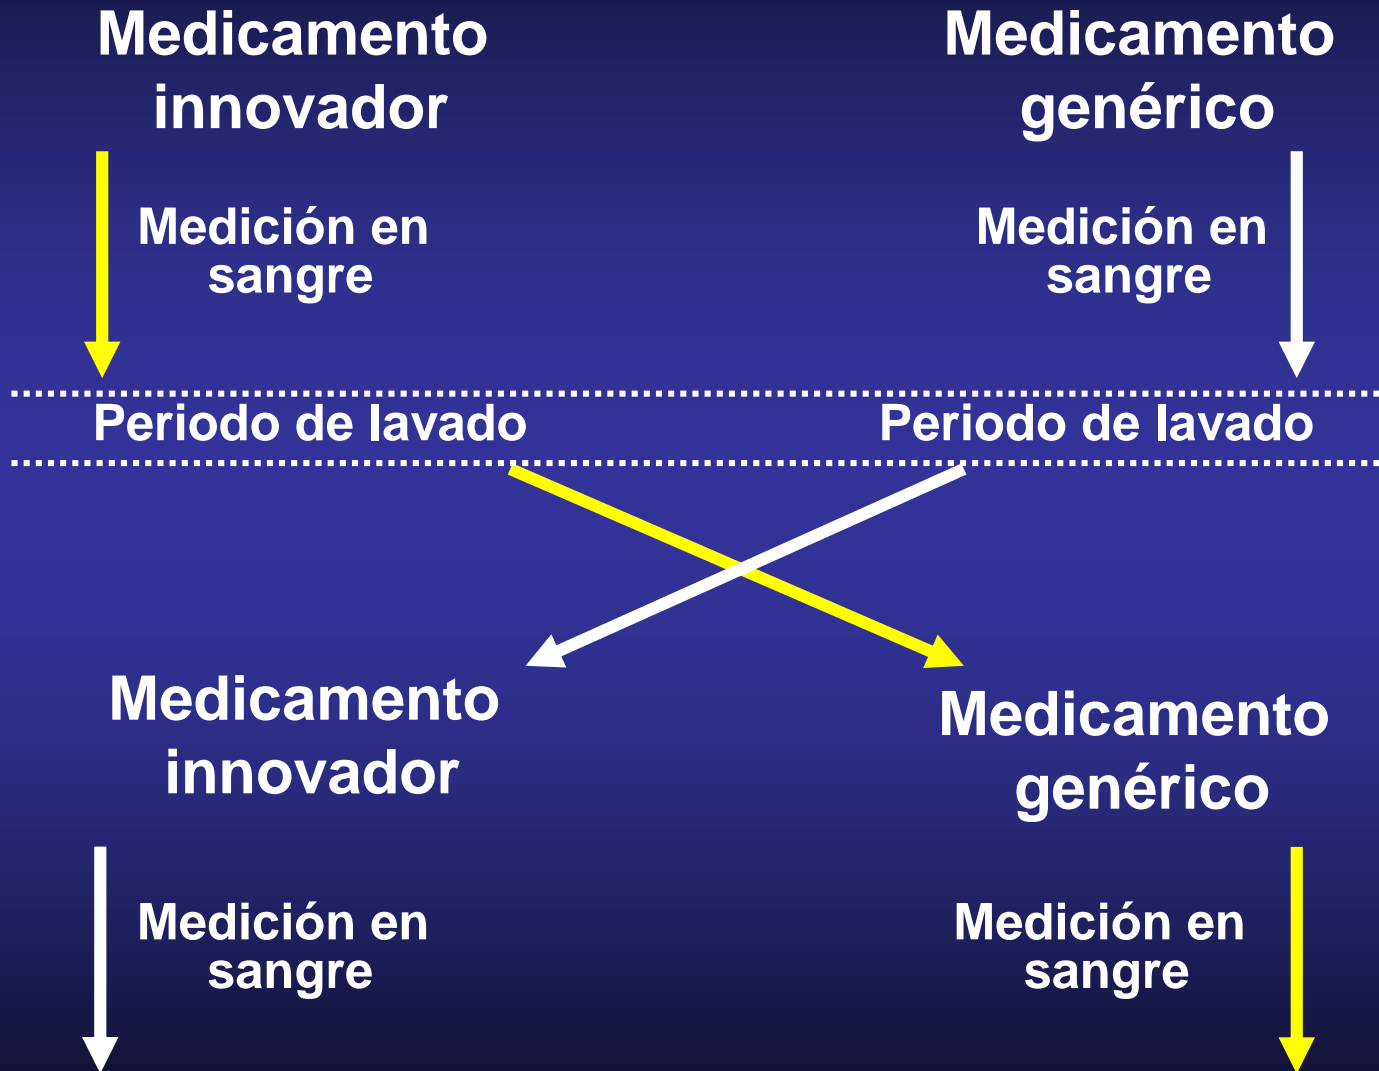 Medicamento
innovador
Medicamento
genérico
Medición en
sangre
Medición en
sangre
Periodo de lavado
Periodo de lavado
Medicamento
innovador
Medicamento
genérico
Medición en
sangre
Medición en
sangre